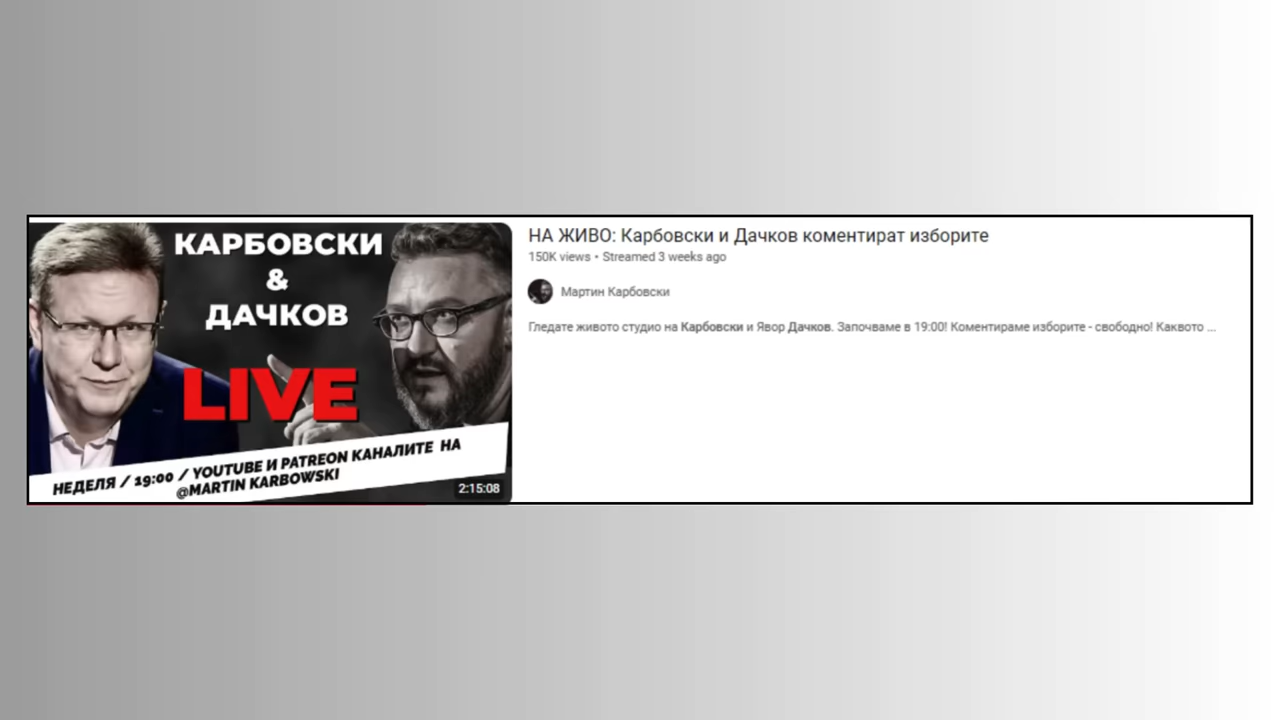 КАРБОВСКИ
&
ДАЧКОВ
LIVE
НЕДЕЛЯ / 19:00 / YOUTUBE И PATREON КАНАЛИТЕ НА
@MARTIN KARBOWSKI
2:15:08
НА ЖИВО: Карбовски и Дачков коментират изборите
150K views • Streamed 3 weeks ago
Мартин Карбовски
Гледате живото студио на Карбовски и Явор Дачков. Започваме в 19:00! Коментираме изборите - свободно! Каквото ...